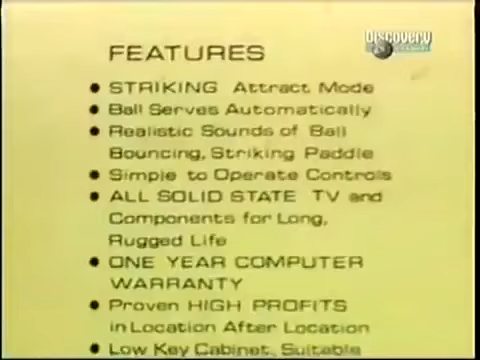 Discovery
FEATURES
• STRIKING Attract Mode
• Ball Serves Automatically
• Realistic Sounds of Ball
Bouncing, Striking Paddle
• Simple to Operate Controls
• ALL SOLID STATE TV and
Components for Long,
Rugged Life
• ONE YEAR COMPUTER
WARRANTY
• Proven HIGH PROFITS
in Location After Location
• Low Key Cabinet, Suitable